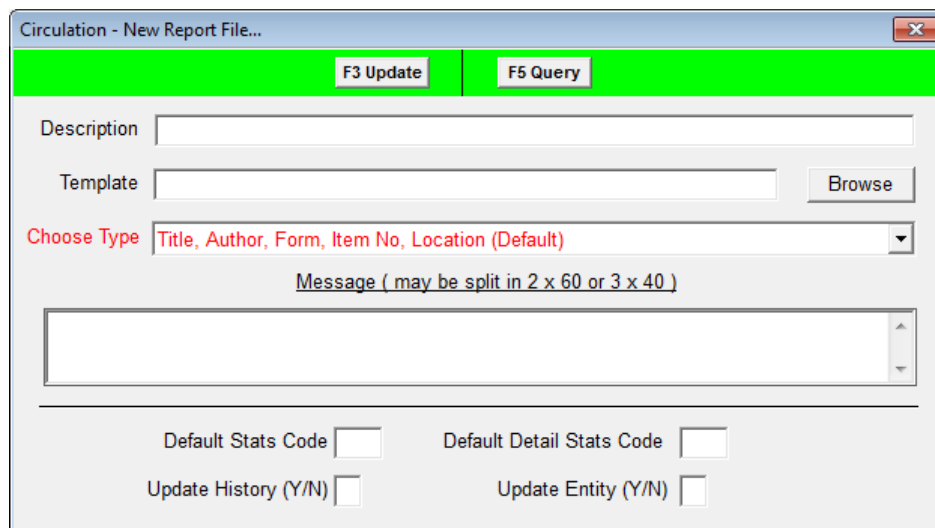 Circulation - New Report File...
F3 Update F5 Query
Description
Template Browse
Choose Type Title, Author, Form, Item No, Location (Default)
Message ( may be split in 2 x 60 or 3 x 40 )
Default Stats Code Default Detail Stats Code
Update History (Y/N) Update Entity (Y/N)